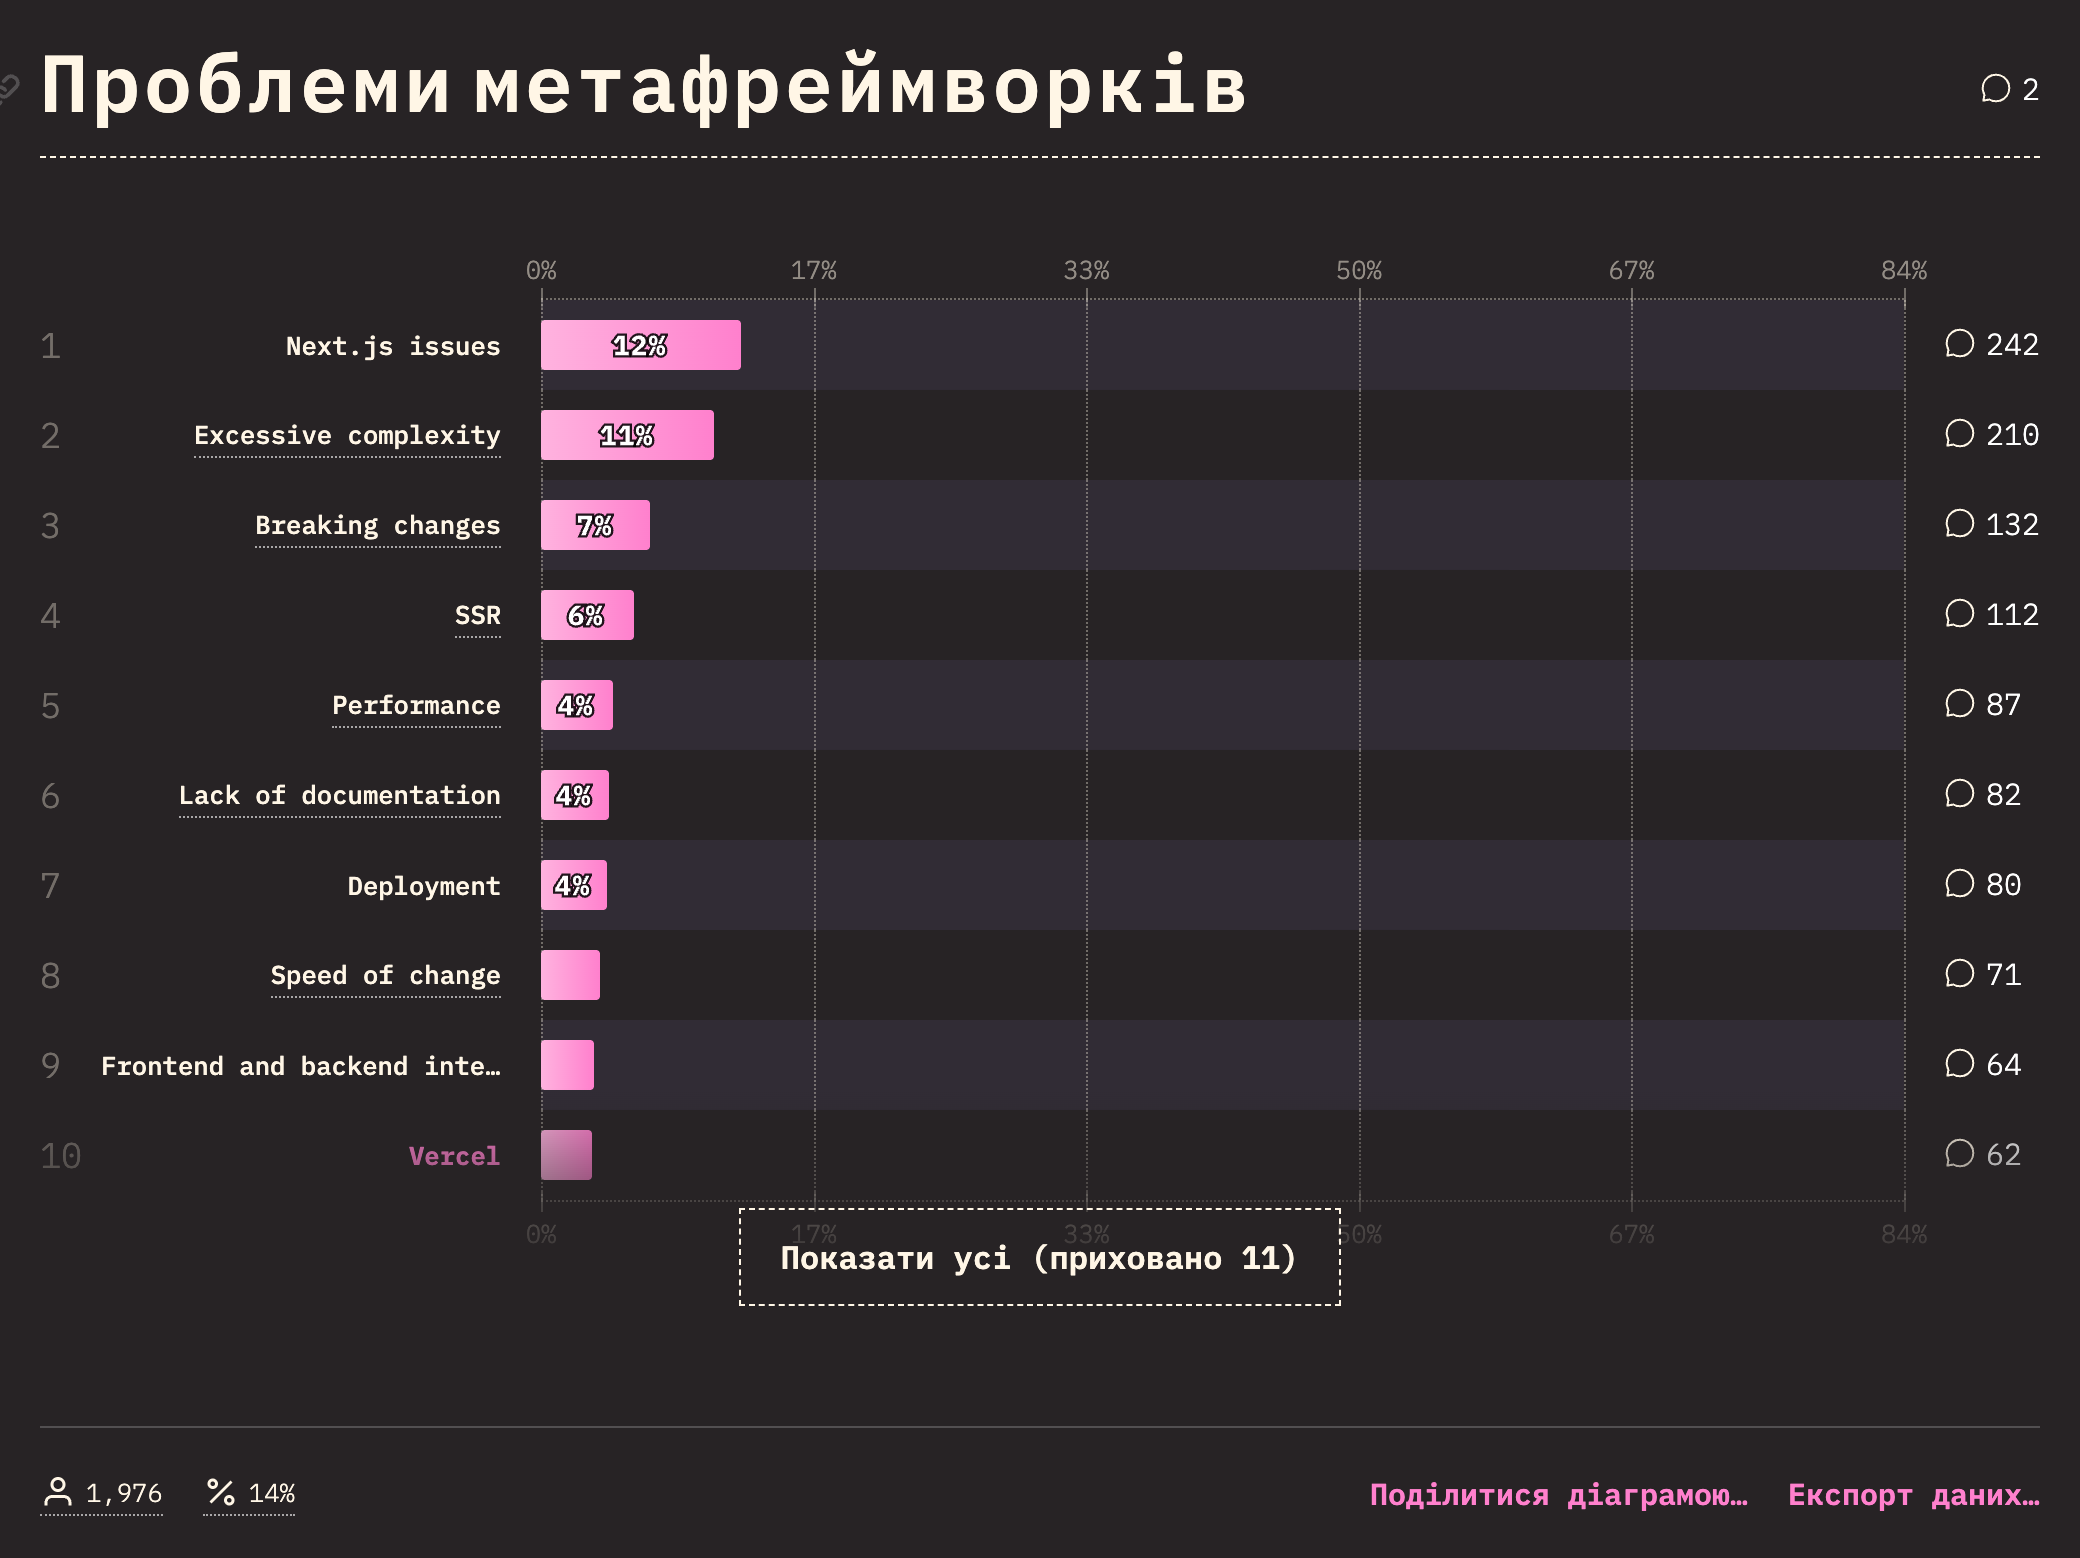 Проблеми метафреймворків
2
0% 17% 33% 50% 67% 84%
1 Next.js issues 12% 242
2 Excessive complexity 11% 210
3 Breaking changes 7% 132
4 SSR 6% 112
5 Performance 4% 87
6 Lack of documentation 4% 82
7 Deployment 4% 80
8 Speed of change 71
9 Frontend and backend inte… 64
10 Vercel 62
0% 17% 33% 50% 67% 84%
Показати усі (приховано 11)
1,976 % 14% Поділитися діаграмою… Експорт даних…